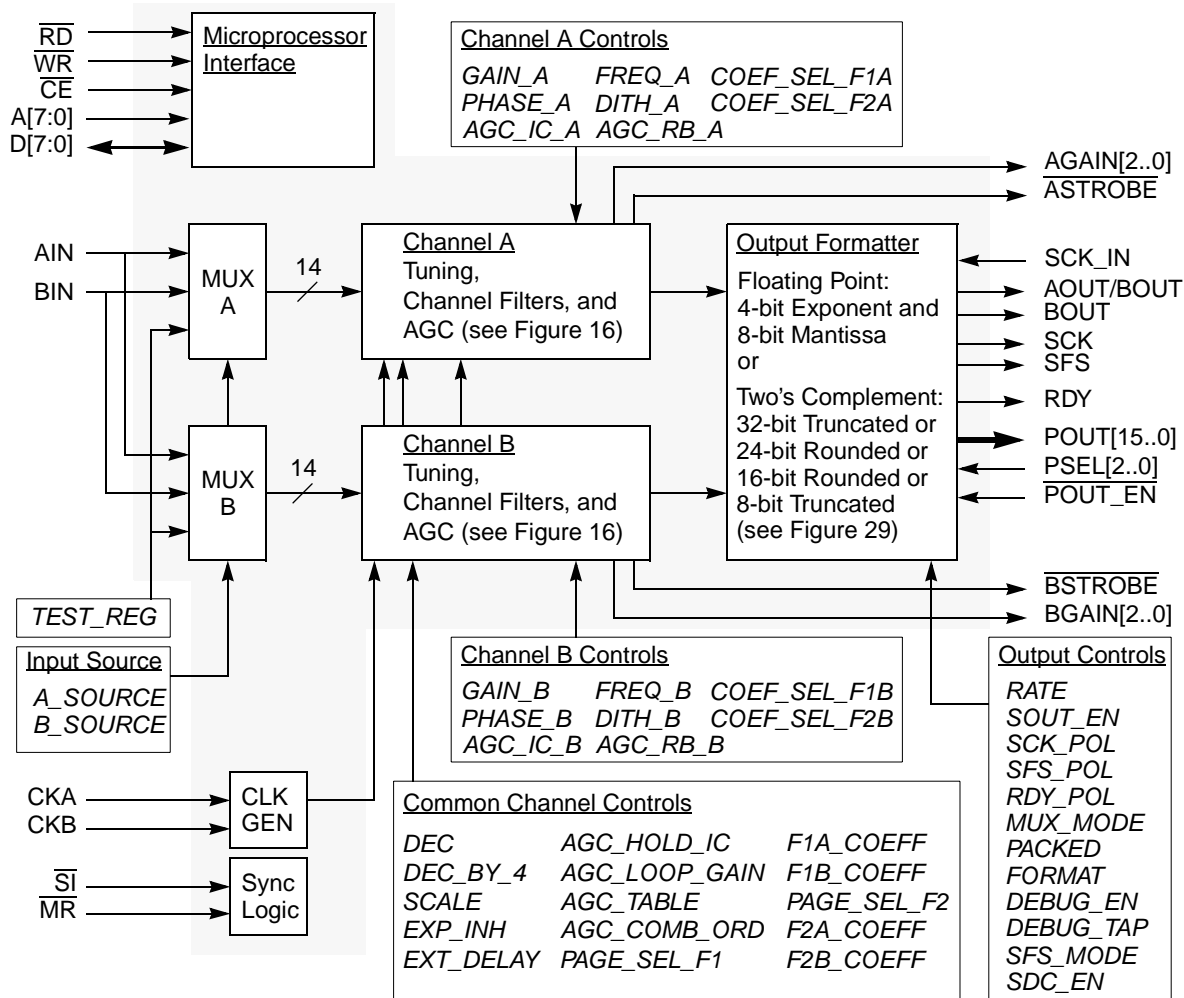 RD
WR
CE
A[7:0]
D[7:0]
Microprocessor
Interface
Channel A Controls
GAIN_A FREQ_A COEF_SEL_F1A
PHASE_A DITH_A COEF_SEL_F2A
AGC_IC_A AGC_RB_A
AGAIN[2..0]
ASTROBE
AIN
BIN
MUX
A
14
Channel A
Tuning,
Channel Filters, and
AGC (see Figure 16)
Output Formatter
Floating Point:
4-bit Exponent and
8-bit Mantissa
or
Two's Complement:
32-bit Truncated or
24-bit Rounded or
16-bit Rounded or
8-bit Truncated
(see Figure 29)
SCK_IN
AOUT/BOUT
BOUT
SCK
SFS
RDY
POUT[15..0]
PSEL[2..0]
POUT_EN
MUX
B
14
Channel B
Tuning,
Channel Filters, and
AGC (see Figure 16)
BSTROBE
BGAIN[2..0]
TEST_REG
Input Source
A_SOURCE
B_SOURCE
Channel B Controls
GAIN_B FREQ_B COEF_SEL_F1B
PHASE_B DITH_B COEF_SEL_F2B
AGC_IC_B AGC_RB_B
Output Controls
RATE
SOUT_EN
SCK_POL
SFS_POL
RDY_POL
MUX_MODE
PACKED
FORMAT
DEBUG_EN
DEBUG_TAP
SFS_MODE
SDC_EN
CKA
CKB
CLK
GEN
SI
MR
Sync
Logic
Common Channel Controls
DEC AGC_HOLD_IC F1A_COEFF
DEC_BY_4 AGC_LOOP_GAIN F1B_COEFF
SCALE AGC_TABLE PAGE_SEL_F2
EXP_INH AGC_COMB_ORD F2A_COEFF
EXT_DELAY PAGE_SEL_F1 F2B_COEFF